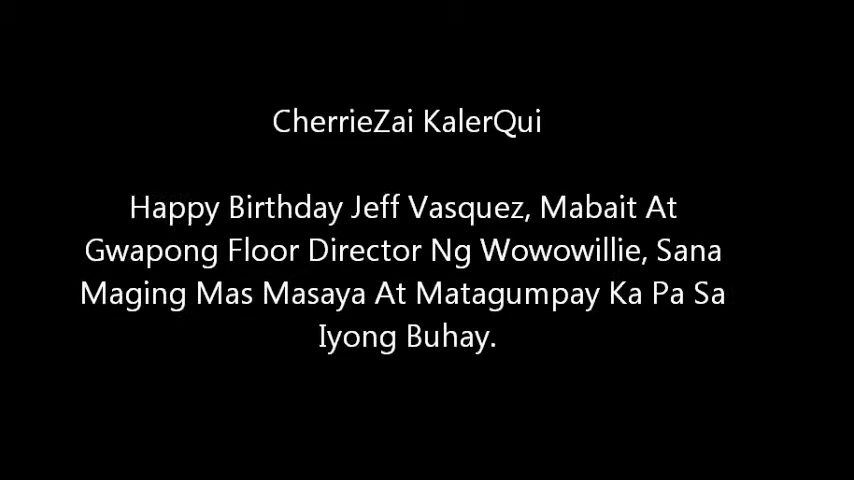 CherrieZai KalerQui
Happy Birthday Jeff Vasquez, Mabait At
Gwapong Floor Director Ng Wowowillie, Sana
Maging Mas Masaya At Matagumpay Ka Pa Sa
Iyong Buhay.